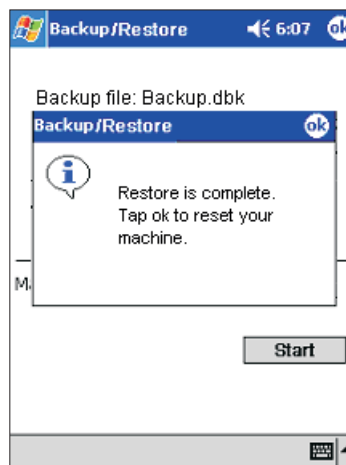 Backup/Restore 6:07 ok
Backup file: Backup.dbk
Backup/Restore ok
Restore is complete.
Tap ok to reset your
machine.
Start